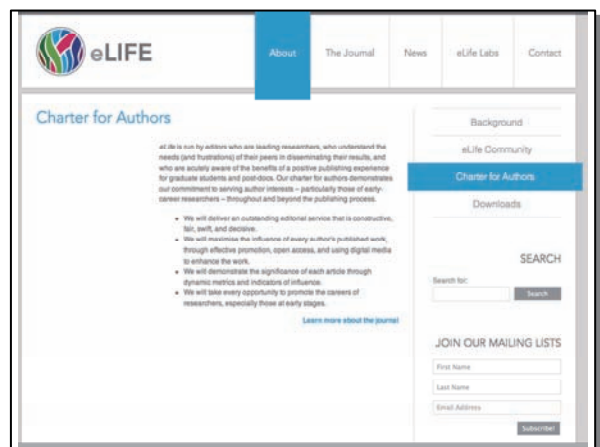 eLIFE
About
The Journal
News
eLife Labs
Contact
Charter for Authors
eLife is run by editors who are leading researchers, who understand the
needs (and frustrations) of their peers in disseminating their results, and
who are acutely aware of the benefits of a positive publishing experience
for graduate students and post-docs. Our charter for authors demonstrates
our commitment to serving author interests – particularly those of early-
career researchers – throughout and beyond the publishing process.
• We will deliver an outstanding editorial service that is constructive,
fair, swift, and decisive.
• We will maximise the influence of every author's published work,
through effective promotion, open access, and using digital media
to enhance the work.
• We will demonstrate the significance of each article through
dynamic metrics and indicators of influence.
• We will take every opportunity to promote the careers of
researchers, especially those at early stages.
Learn more about the journal
Background
eLife Community
Charter for Authors
Downloads
SEARCH
Search for:
Search
JOIN OUR MAILING LISTS
First Name
Last Name
Email Address
Subscribe!